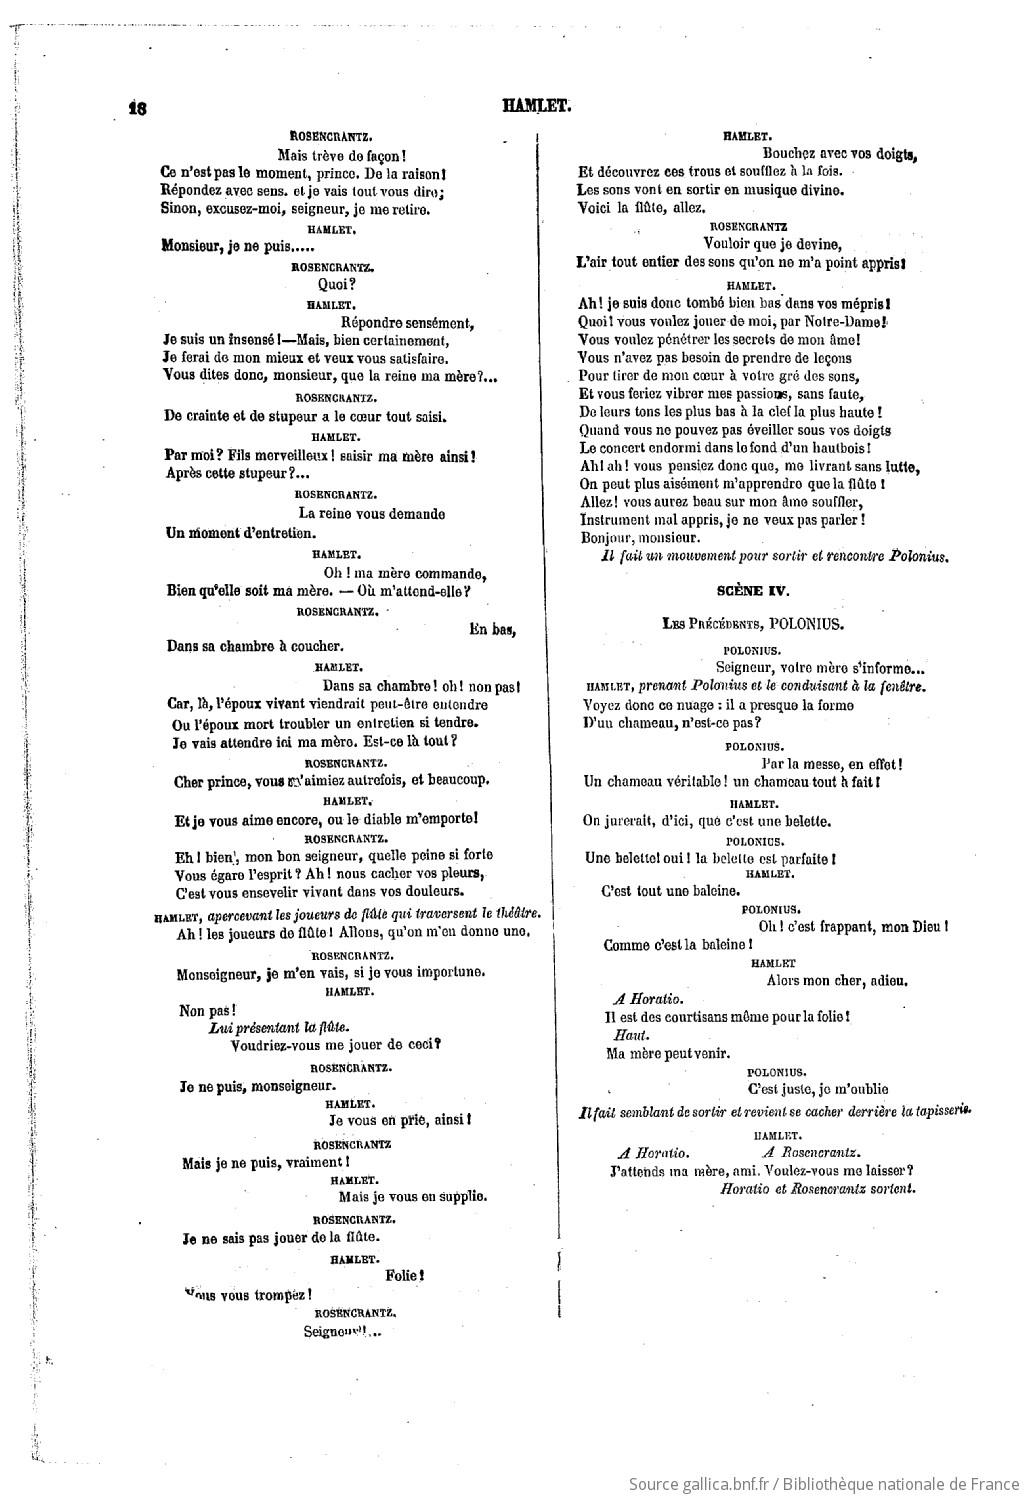 18
HAMLET.
ROSENCRANTZ.
Mais trève de façon!
Ce n'est pas le moment, prince. De la raison!
Répondez avec sens. et je vais tout vous dire;
Sinon, excusez-moi, seigneur, je me retire.
HAMLET.
Monsieur, je ne puis.....
ROSENCRANTZ.
Quoi?
HAMLET.
Répondre sensément,
Je suis un insensé!—Mais, bien certainement,
Je ferai de mon mieux et veux vous satisfaire.
Vous dites donc, monsieur, que la reine ma mère?...
ROSENCRANTZ.
De crainte et de stupeur a le cœur tout saisi.
HAMLET.
Par moi? Fils merveilleux! saisir ma mère ainsi!
Après cette stupeur?...
ROSENCRANTZ.
La reine vous demande
Un moment d'entretien.
HAMLET.
Oh! ma mère commande,
Bien qu'elle soit ma mère. — Où m'attend-elle?
ROSENCRANTZ.
En bas,
Dans sa chambre à coucher.
HAMLET.
Dans sa chambre! oh! non pas!
Car, là, l'époux vivant viendrait peut-être entendre
Ou l'époux mort troubler un entretien si tendre.
Je vais attendre ici ma mère. Est-ce là tout?
ROSENCRANTZ.
Cher prince, vous m'aimiez autrefois, et beaucoup.
HAMLET.
Et je vous aime encore, ou le diable m'emporte!
ROSENCRANTZ.
Eh! bien, mon bon seigneur, quelle peine si forte
Vous égare l'esprit? Ah! nous cacher vos pleurs,
C'est vous ensevelir vivant dans vos douleurs.
HAMLET, apercevant les joueurs de flûte qui traversent le théâtre.
Ah! les joueurs de flûte! Allons, qu'on m'en donne une.
ROSENCRANTZ.
Monseigneur, je m'en vais, si je vous importune.
HAMLET.
Non pas!
Lui présentant la flûte.
Voudriez-vous me jouer de ceci?
ROSENCRANTZ.
Je ne puis, monseigneur.
HAMLET.
Je vous en prie, ainsi!
ROSENCRANTZ
Mais je ne puis, vraiment!
HAMLET.
Mais je vous en supplie.
ROSENCRANTZ.
Je ne sais pas jouer de la flûte.
HAMLET.
Folie!
Vous vous trompez!
ROSENCRANTZ.
Seigneur!...
HAMLET.
Bouchez avec vos doigts,
Et découvrez ces trous et soufflez à la fois.
Les sons vont en sortir en musique divine.
Voici la flûte, allez.
ROSENCRANTZ
Vouloir que je devine,
L'air tout entier des sons qu'on ne m'a point appris!
HAMLET.
Ah! je suis donc tombé bien bas dans vos mépris!
Quoi! vous voulez jouer de moi, par Notre-Dame!
Vous voulez pénétrer les secrets de mon âme!
Vous n'avez pas besoin de prendre de leçons
Pour tirer de mon cœur à votre gré des sons,
Et vous feriez vibrer mes passions, sans faute,
De leurs tons les plus bas à la clef la plus haute!
Quand vous ne pouvez pas éveiller sous vos doigts
Le concert endormi dans le fond d'un hautbois!
Ah! ah! vous pensiez donc que, me livrant sans lutte,
On peut plus aisément m'apprendre que la flûte!
Allez! vous aurez beau sur mon âme souffler,
Instrument mal appris, je ne veux pas parler!
Bonjour, monsieur.
Il fait un mouvement pour sortir et rencontre Polonius.
SCÈNE IV.
LES PRÉCÉDENTS, POLONIUS.
POLONIUS.
Seigneur, votre mère s'informe...
HAMLET, prenant Polonius et le conduisant à la fenêtre.
Voyez donc ce nuage : il a presque la forme
D'un chameau, n'est-ce pas?
POLONIUS.
Par la messe, en effet!
Un chameau véritable! un chameau tout à fait!
HAMLET.
On jurerait, d'ici, que c'est une belette.
POLONIUS.
Une belette! oui! la belette est parfaite!
HAMLET.
C'est tout une baleine.
POLONIUS.
Oh! c'est frappant, mon Dieu!
Comme c'est la baleine!
HAMLET
Alors mon cher, adieu.
A Horatio.
Il est des courtisans même pour la folie!
Haut.
Ma mère peut venir.
POLONIUS.
C'est juste, je m'oublie
Il fait semblant de sortir et revient se cacher derrière la tapisserie.
HAMLET.
A Horatio. A Rosencrantz.
J'attends ma mère, ami. Voulez-vous me laisser?
Horatio et Rosencrantz sortent.
Source gallica.bnf.fr / Bibliothèque nationale de France